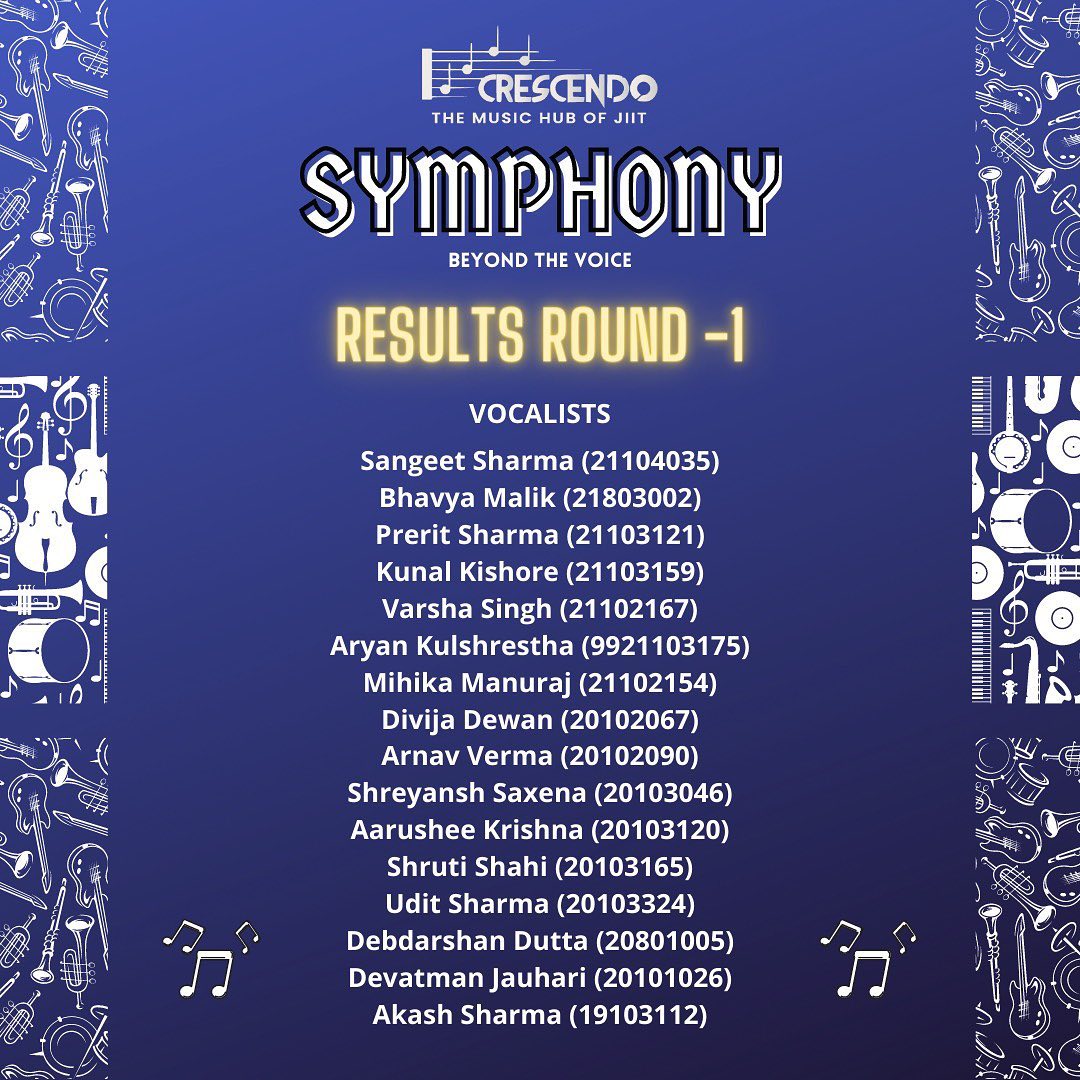 CRESCENDO
THE MUSIC HUB OF JIIT
SYMPHONY
BEYOND THE VOICE
RESULTS ROUND -1
VOCALISTS
Sangeet Sharma (21104035)
Bhavya Malik (21803002)
Prerit Sharma (21103121)
Kunal Kishore (21103159)
Varsha Singh (21102167)
Aryan Kulshrestha (9921103175)
Mihika Manuraj (21102154)
Divija Dewan (20102067)
Arnav Verma (20102090)
Shreyansh Saxena (20103046)
Aarushee Krishna (20103120)
Shruti Shahi (20103165)
Udit Sharma (20103324)
Debdarshan Dutta (20801005)
Devatman Jauhari (20101026)
Akash Sharma (19103112)